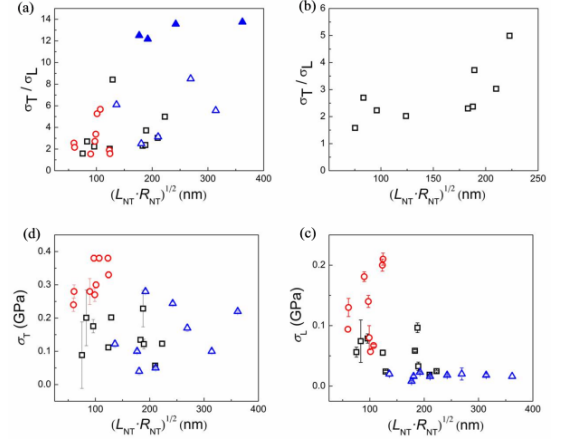 (a)
14
12
10
8
6
4
2
0
σT / σL
0 100 200 300 400
(LNT·RNT)1/2 (nm)
(b)
6
5
4
3
2
1
0
σT / σL
50 100 150 200 250
(LNT·RNT)1/2 (nm)
(d)
0.4
0.3
0.2
0.1
0.0
σT (GPa)
0 100 200 300 400
(LNT·RNT)1/2 (nm)
(c)
0.2
0.1
0.0
σL (GPa)
0 100 200 300 400
(LNT·RNT)1/2 (nm)